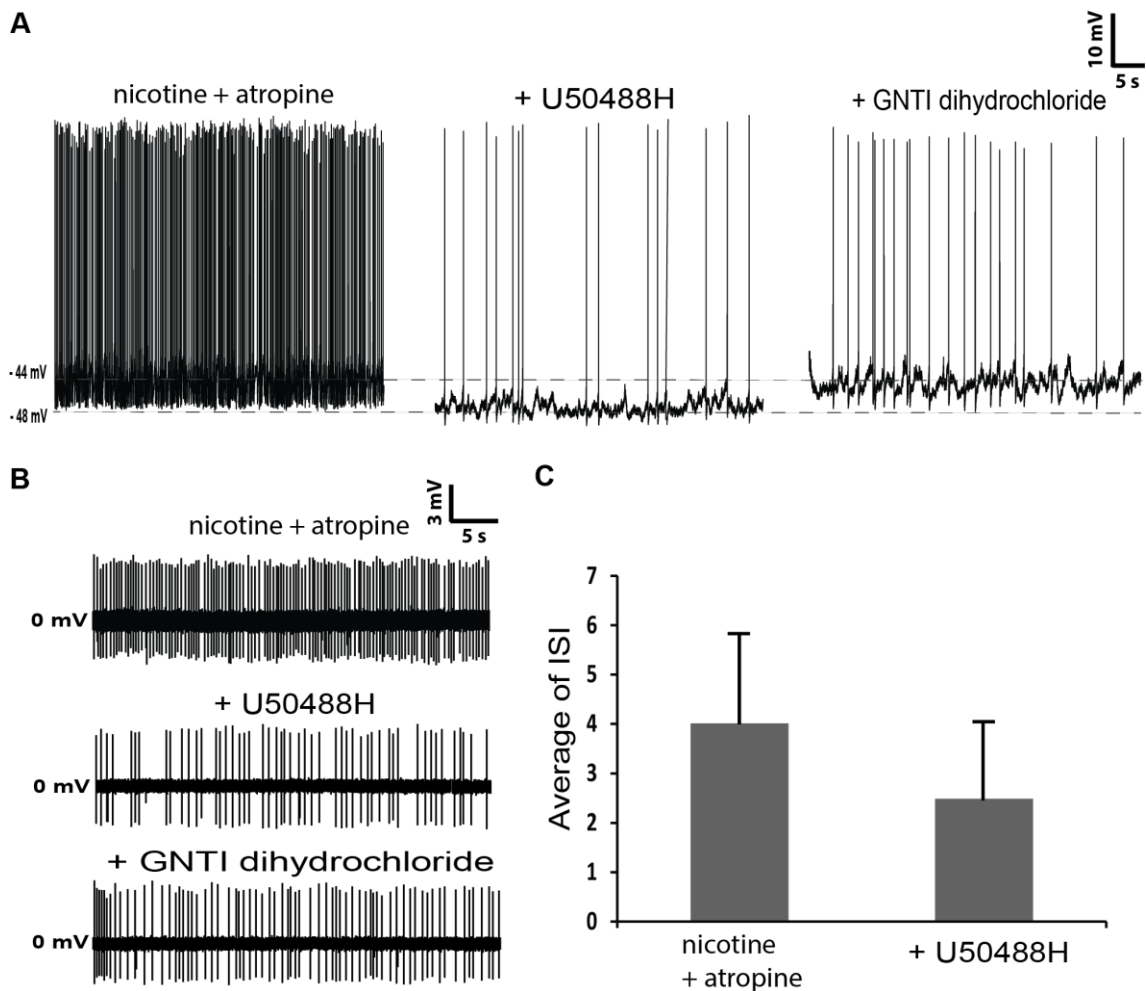 A
10 mV
5 s
nicotine + atropine
+ U50488H
+ GNTI dihydrochloride
- 44 mV
- 48 mV
B
3 mV
5 s
nicotine + atropine
0 mV
+ U50488H
0 mV
+ GNTI dihydrochloride
0 mV
C
Average of ISI
7
6
5
4
3
2
1
0
nicotine
+ atropine
+ U50488H